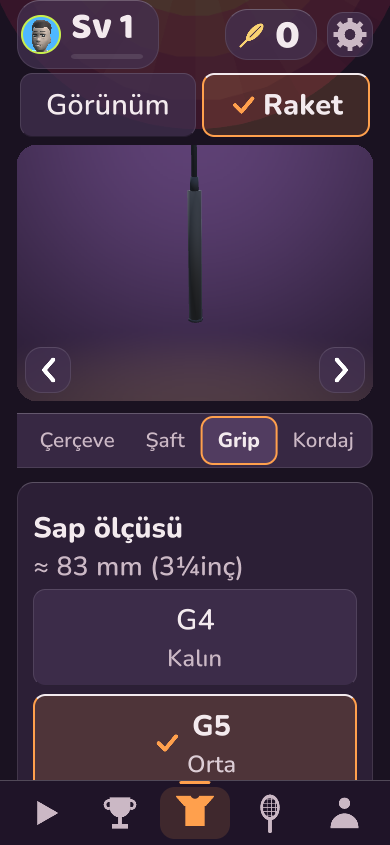 Sv 1
0
Görünüm
Raket
Çerçeve
Şaft
Grip
Kordaj
Sap ölçüsü
≈ 83 mm (3¼inç)
G4
Kalın
G5
Orta